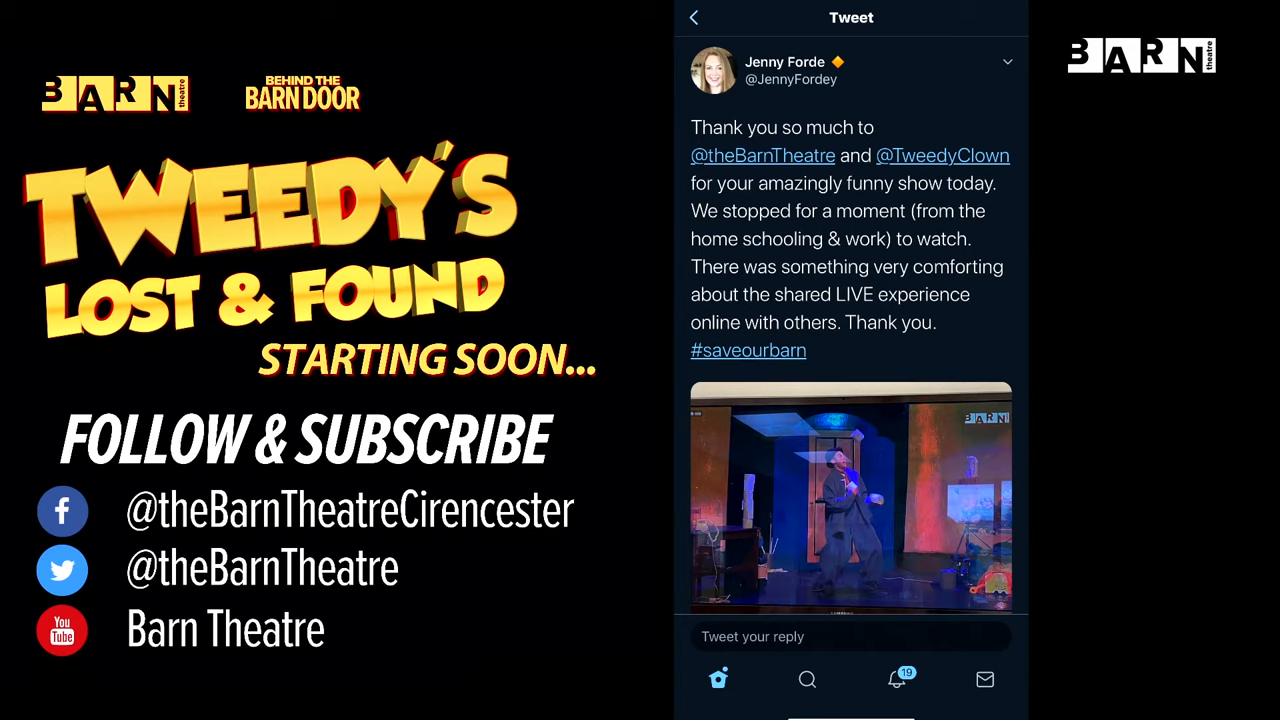 BARN theatre
BEHIND THE
BARN DOOR
TWEEDY'S
LOST & FOUND
STARTING SOON...
FOLLOW & SUBSCRIBE
@theBarnTheatreCirencester
@theBarnTheatre
You Tube
Barn Theatre
Tweet
Jenny Forde
@JennyFordey
Thank you so much to
@theBarnTheatre and @TweedyClown
for your amazingly funny show today.
We stopped for a moment (from the
home schooling & work) to watch.
There was something very comforting
about the shared LIVE experience
online with others. Thank you.
#saveourbarn
BARN
Tweet your reply
19
BARN theatre